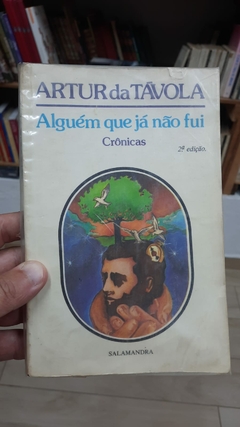 ARTUR da TÁVOLA
Alguém que já não fui
Crônicas
2ª edição
SALAMANDRA